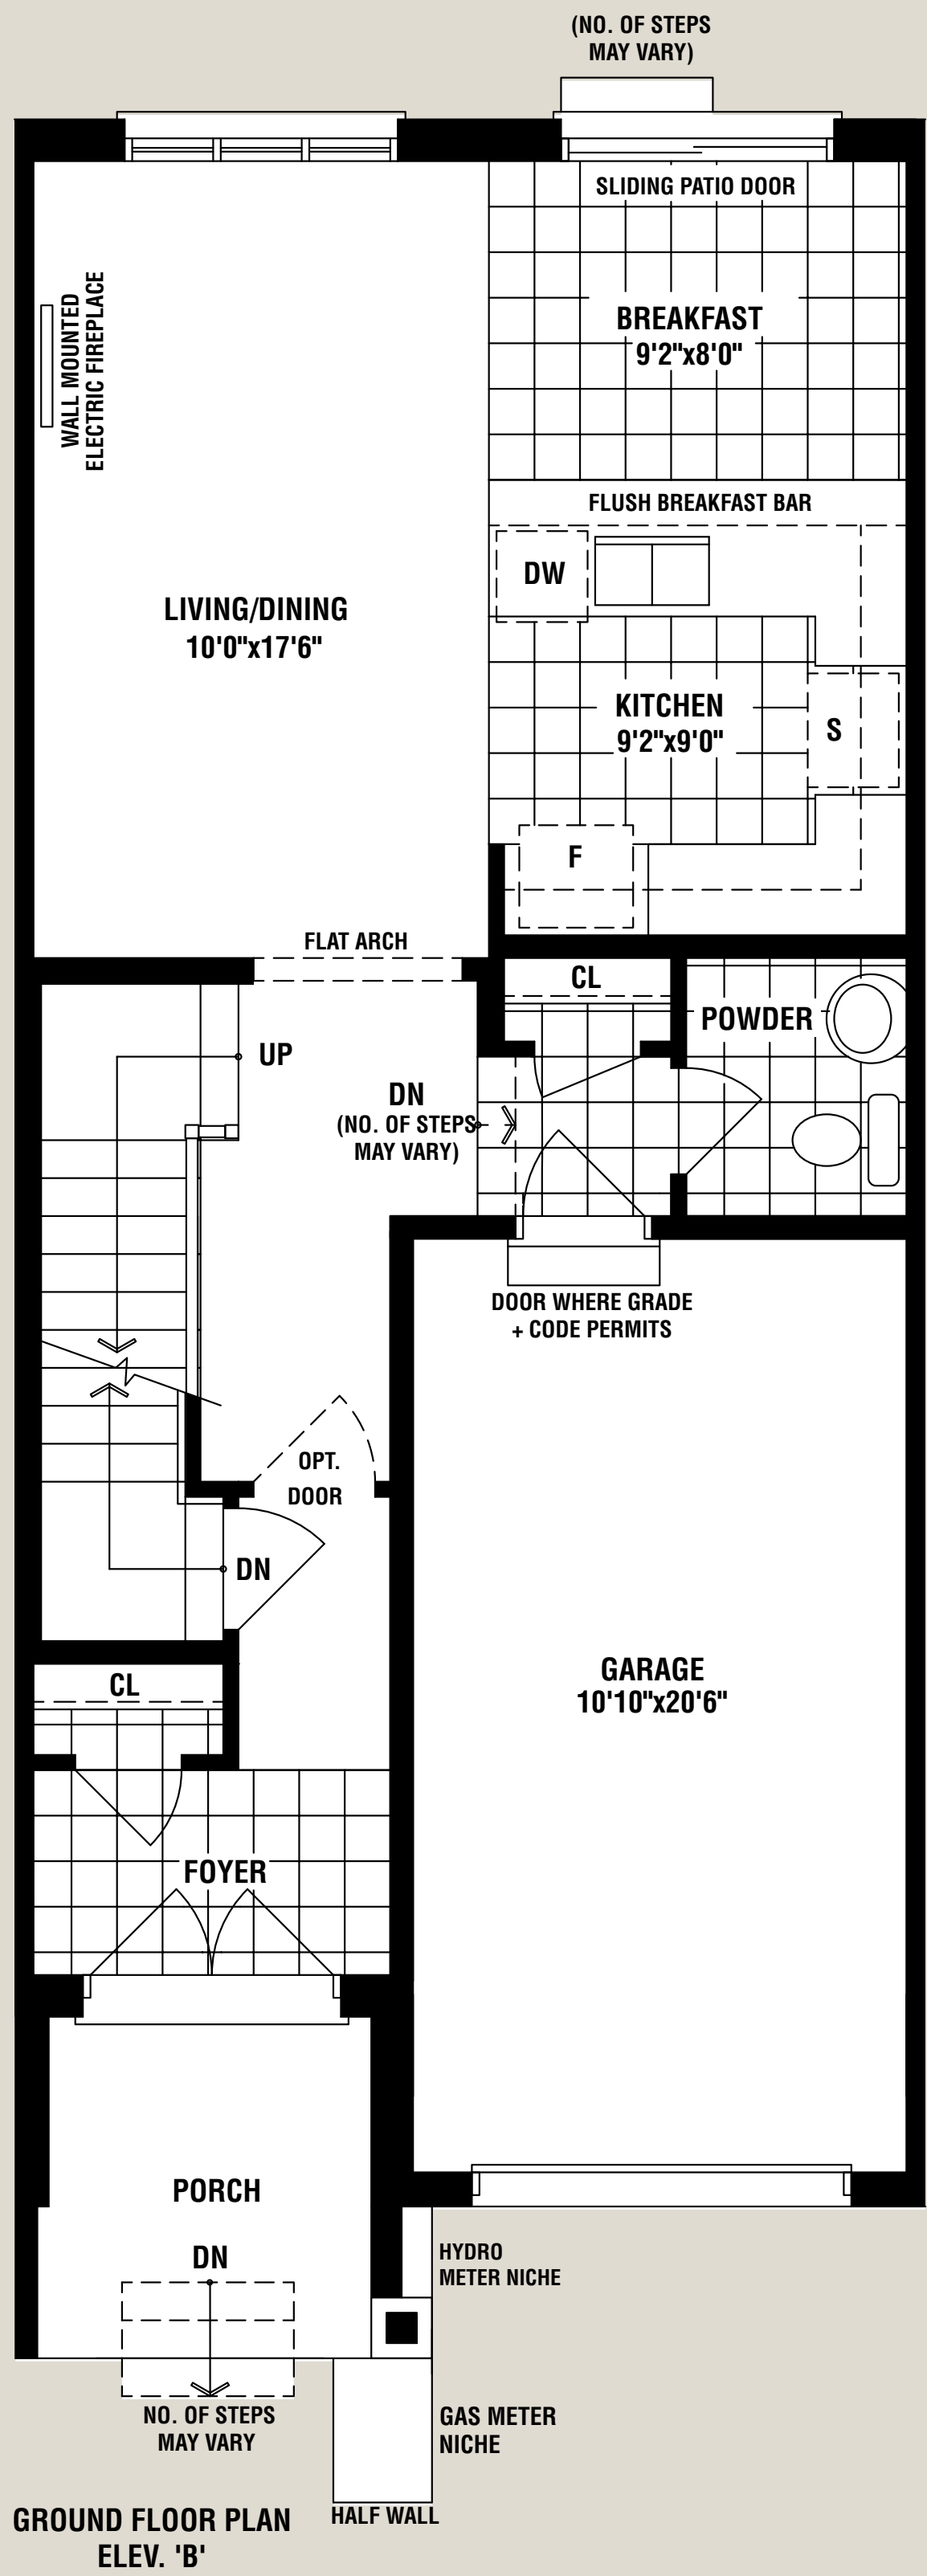 (NO. OF STEPS
MAY VARY)
SLIDING PATIO DOOR
WALL MOUNTED
ELECTRIC FIREPLACE
BREAKFAST
9'2"x8'0"
FLUSH BREAKFAST BAR
DW
LIVING/DINING
10'0"x17'6"
KITCHEN
9'2"x9'0"
S
F
FLAT ARCH
CL
POWDER
UP
DN
(NO. OF STEPS
MAY VARY)
DOOR WHERE GRADE
+ CODE PERMITS
OPT.
DOOR
DN
GARAGE
10'10"x20'6"
CL
FOYER
PORCH
DN
HYDRO
METER NICHE
NO. OF STEPS
MAY VARY
GAS METER
NICHE
HALF WALL
GROUND FLOOR PLAN
ELEV. 'B'